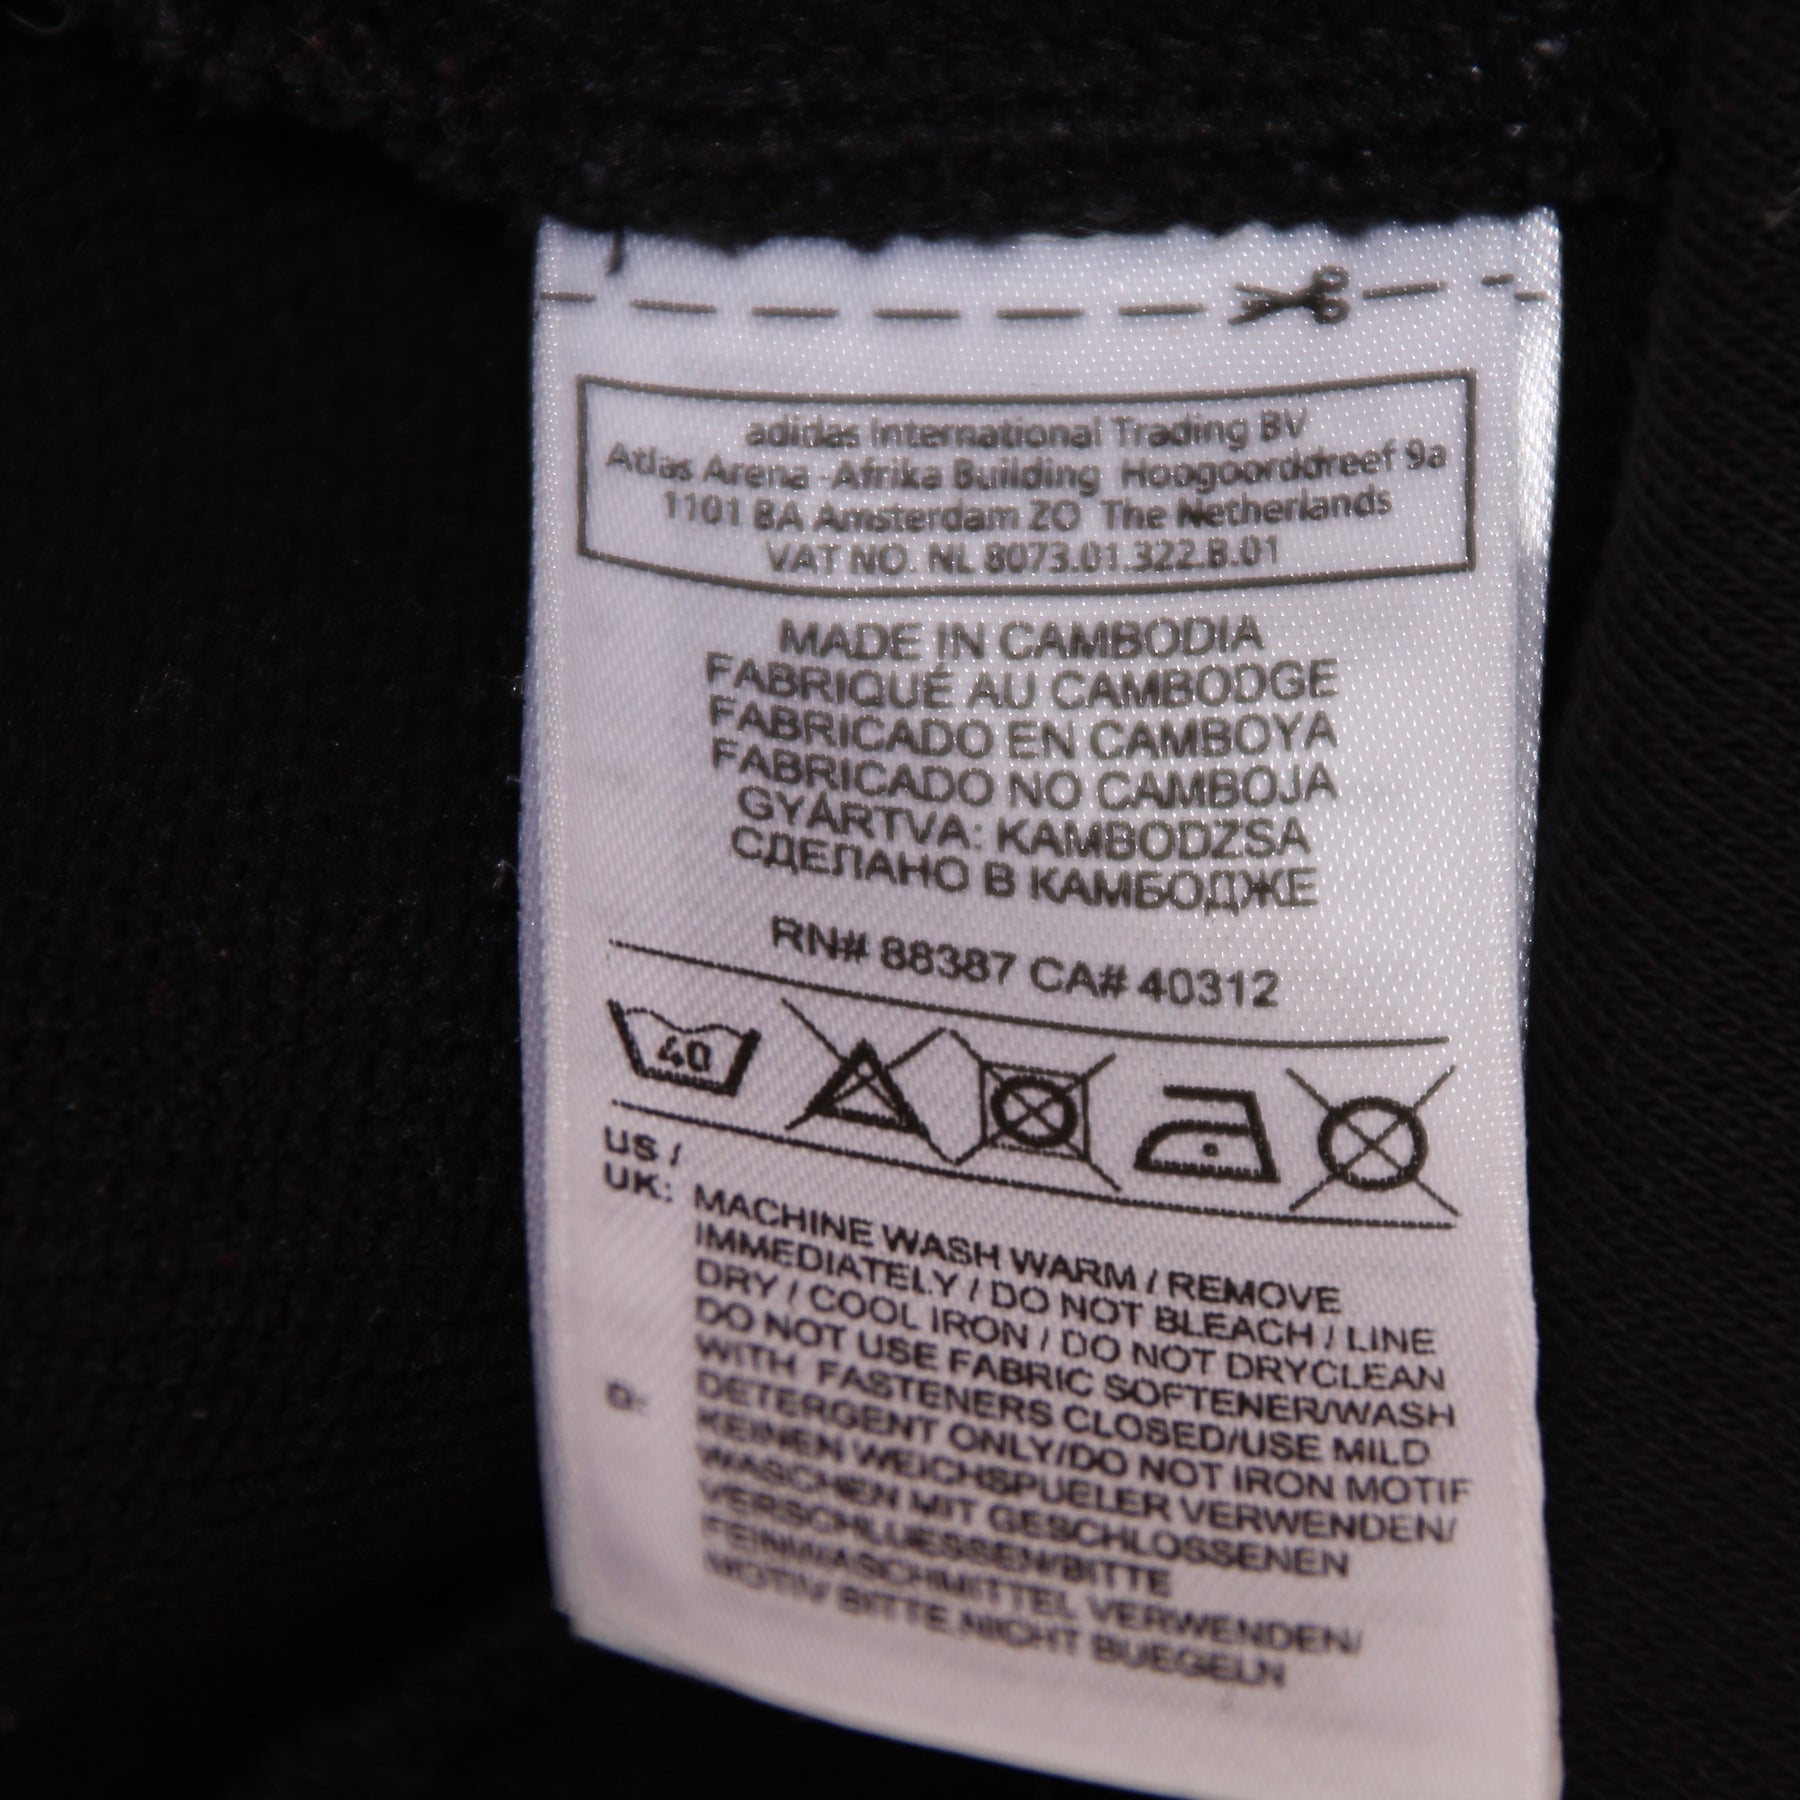 adidas International Trading BV
Atlas Arena -Afrika Building Hoogoorddreef 9a
1101 BA Amsterdam ZO The Netherlands
VAT NO. NL 8073.01.322.B.01
MADE IN CAMBODIA
FABRIQUÉ AU CAMBODGE
FABRICADO EN CAMBOYA
FABRICADO NO CAMBOJA
GYÁRTVA: KAMBODZSA
СДЕЛАНО В КАМБОДЖЕ
RN# 88387 CA# 40312
40
US /
UK: MACHINE WASH WARM / REMOVE
IMMEDIATELY / DO NOT BLEACH / LINE
DRY / COOL IRON / DO NOT DRYCLEAN
DO NOT USE FABRIC SOFTENER/WASH
WITH FASTENERS CLOSED/USE MILD
DETERGENT ONLY/DO NOT IRON MOTIF
D: KEINEN WEICHSPUELER VERWENDEN/
WASCHEN MIT GESCHLOSSENEN
VERSCHLUESSEN/BITTE
FEINWASCHMITTEL VERWENDEN/
MOTIV BITTE NICHT BUEGELN